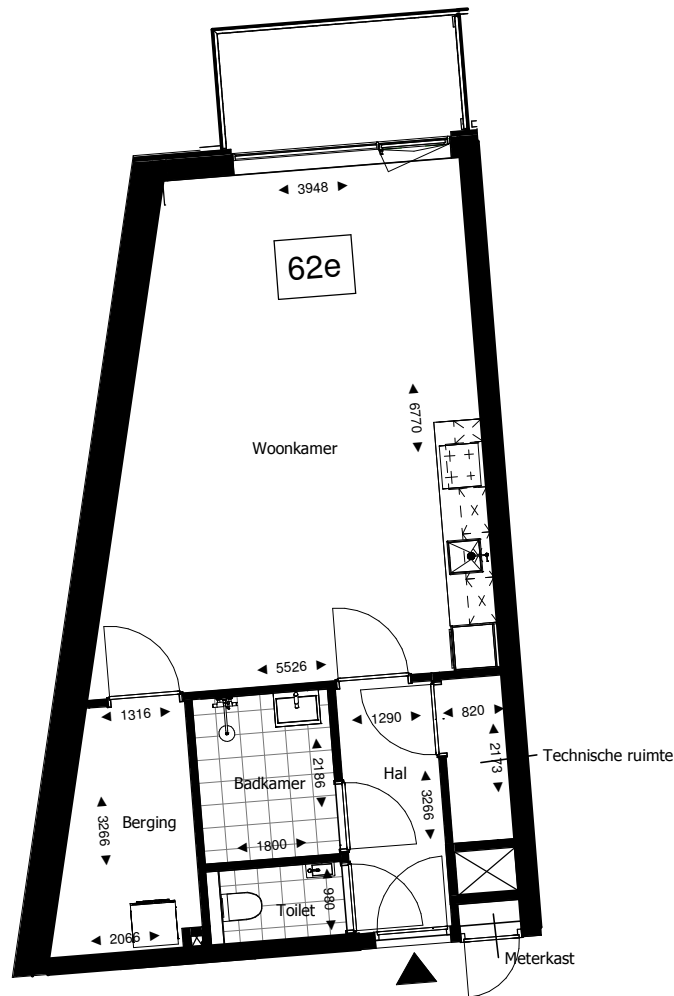 3948
62e
6770
Woonkamer
5526
1316
1290
820
2173
Technische ruimte
Hal
2186
Badkamer
3266
3266
Berging
1800
980
Toilet
2066
Meterkast